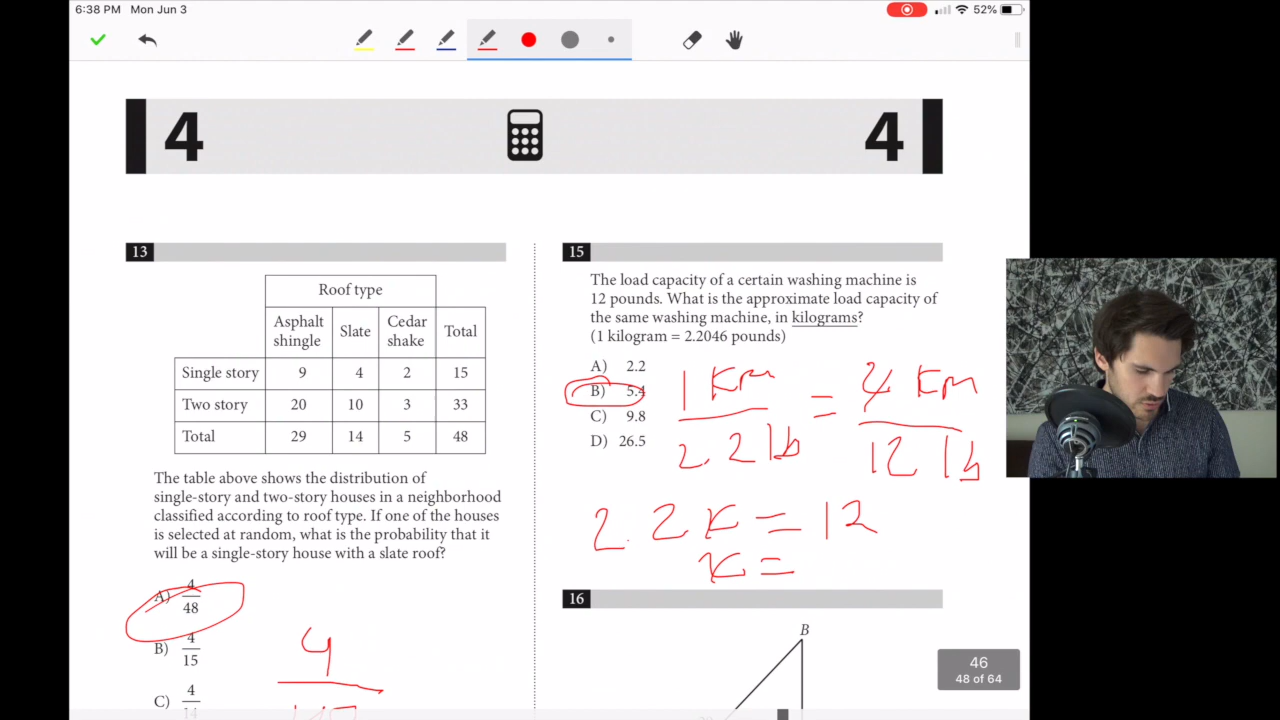 6:38 PM Mon Jun 3
52%
4 4
13
Roof type
Asphalt shingle Slate Cedar shake Total
Single story 9 4 2 15
Two story 20 10 3 33
Total 29 14 5 48
The table above shows the distribution of
single-story and two-story houses in a neighborhood
classified according to roof type. If one of the houses
is selected at random, what is the probability that it
will be a single-story house with a slate roof?
A) 4/48
B) 4/15
C) 4/14
4
15
The load capacity of a certain washing machine is
12 pounds. What is the approximate load capacity of
the same washing machine, in kilograms?
(1 kilogram = 2.2046 pounds)
A) 2.2
B) 5.4
C) 9.8
D) 26.5
1 Km = x Km
2.2 lb 12 lb
2.2x = 12
x =
16
B
46
48 of 64